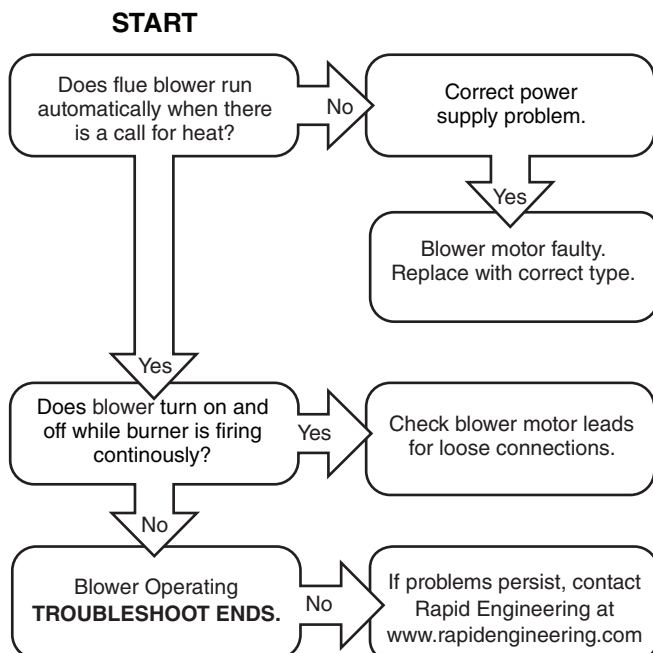 START
Does flue blower run
automatically when there
is a call for heat?
No
Correct power
supply problem.
Yes
Blower motor faulty.
Replace with correct type.
Yes
Does blower turn on and
off while burner is firing
continously?
Yes
Check blower motor leads
for loose connections.
No
Blower Operating
TROUBLESHOOT ENDS.
No
If problems persist, contact
Rapid Engineering at
www.rapidengineering.com